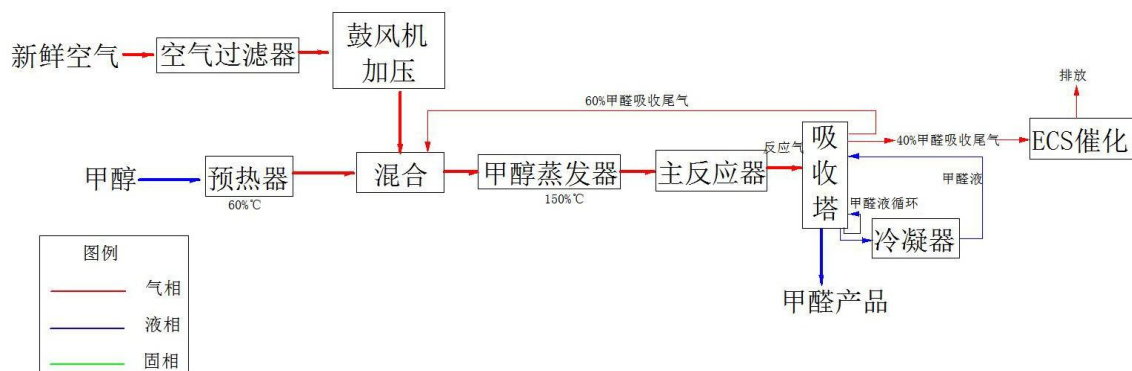 新鲜空气
空气过滤器
鼓风机
加压
60%甲醛吸收尾气
排放
甲醇
预热器
60%℃
混合
甲醇蒸发器
150%℃
主反应器
反应气
吸
收
塔
40%甲醛吸收尾气
ECS催化
甲醛液
甲醛液循环
冷凝器
甲醛产品
图例
气相
液相
固相